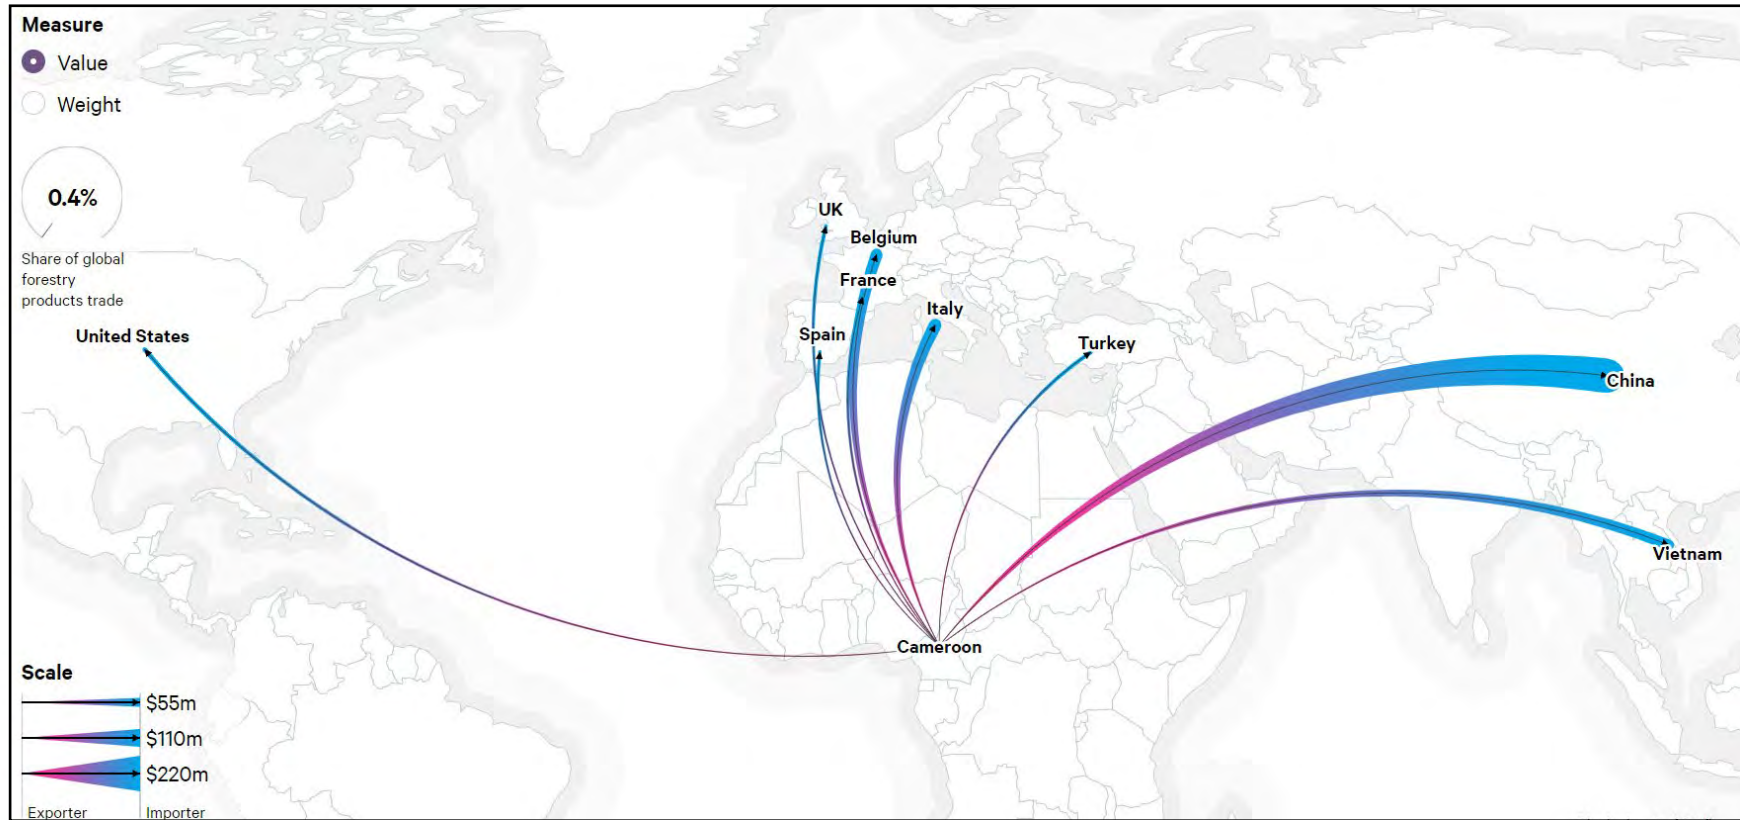 Measure
Value
Weight
0.4%
Share of global
forestry
products trade
United States
UK
Belgium
France
Italy
Spain
Turkey
China
Vietnam
Cameroon
Scale
$55m
$110m
$220m
Exporter
Importer